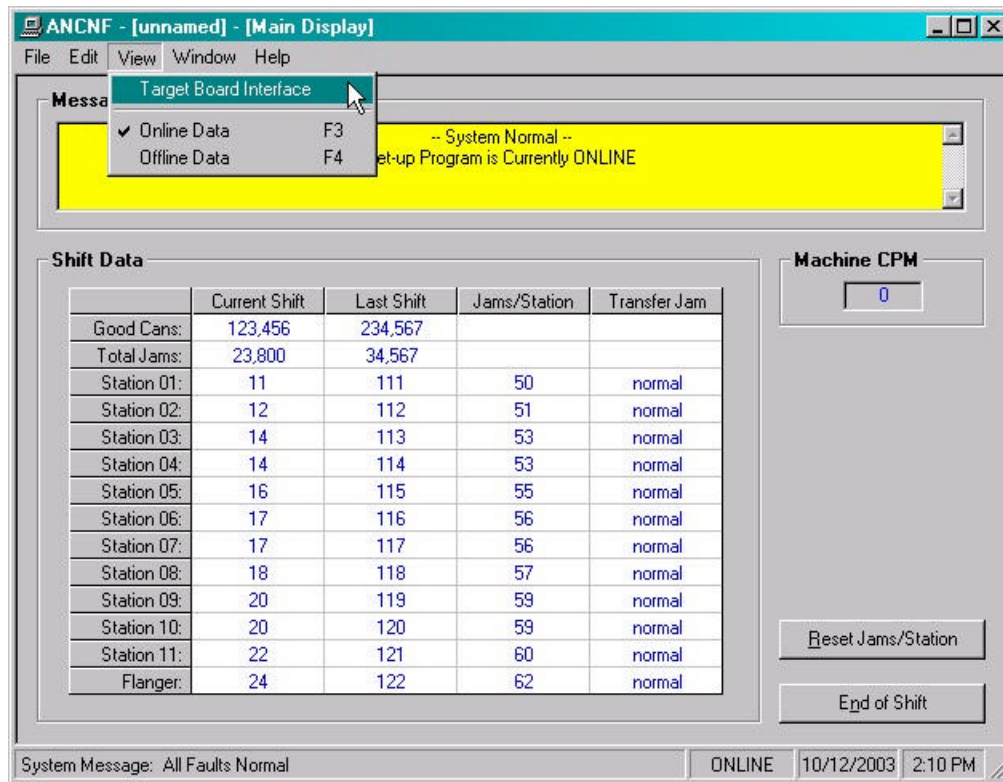 ANCNF - [unnamed] - [Main Display]
File Edit View Window Help
Target Board Interface
Online Data F3
Offline Data F4
-- System Normal --
Program is Currently ONLINE
Shift Data
Machine CPM
0
Current Shift Last Shift Jams/Station Transfer Jam
Good Cans: 123,456 234,567
Total Jams: 23,800 34,567
Station 01: 11 111 50 normal
Station 02: 12 112 51 normal
Station 03: 14 113 53 normal
Station 04: 14 114 53 normal
Station 05: 16 115 55 normal
Station 06: 17 116 56 normal
Station 07: 17 117 56 normal
Station 08: 18 118 57 normal
Station 09: 20 119 59 normal
Station 10: 20 120 59 normal
Station 11: 22 121 60 normal
Flanger: 24 122 62 normal
Reset Jams/Station
End of Shift
System Message: All Faults Normal ONLINE 10/12/2003 2:10 PM